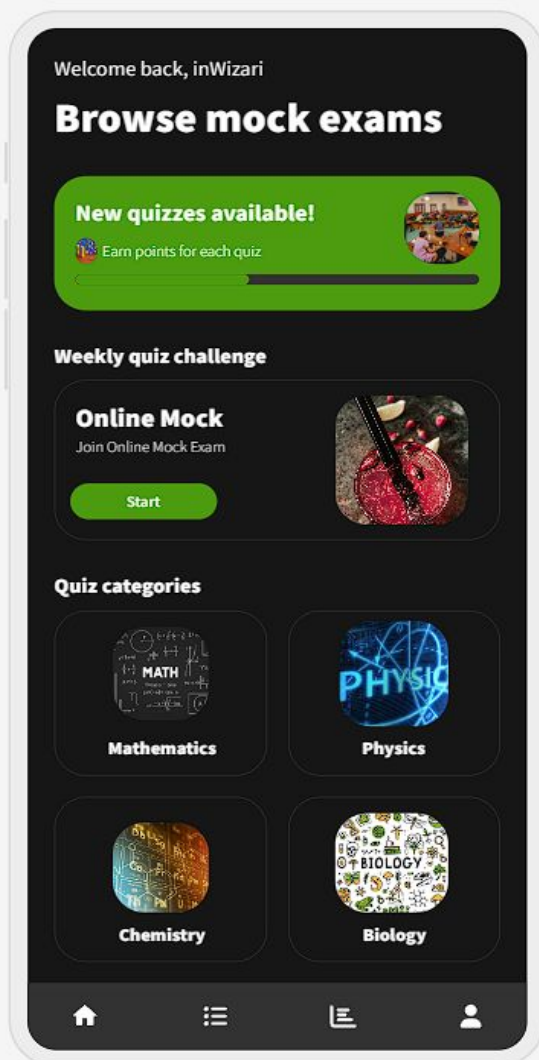 Welcome back, inWizari
Browse mock exams
New quizzes available!
Earn points for each quiz
Weekly quiz challenge
Online Mock
Join Online Mock Exam
Start
Quiz categories
MATH
PHYSIC
Mathematics
Physics
BIOLOGY
Chemistry
Biology